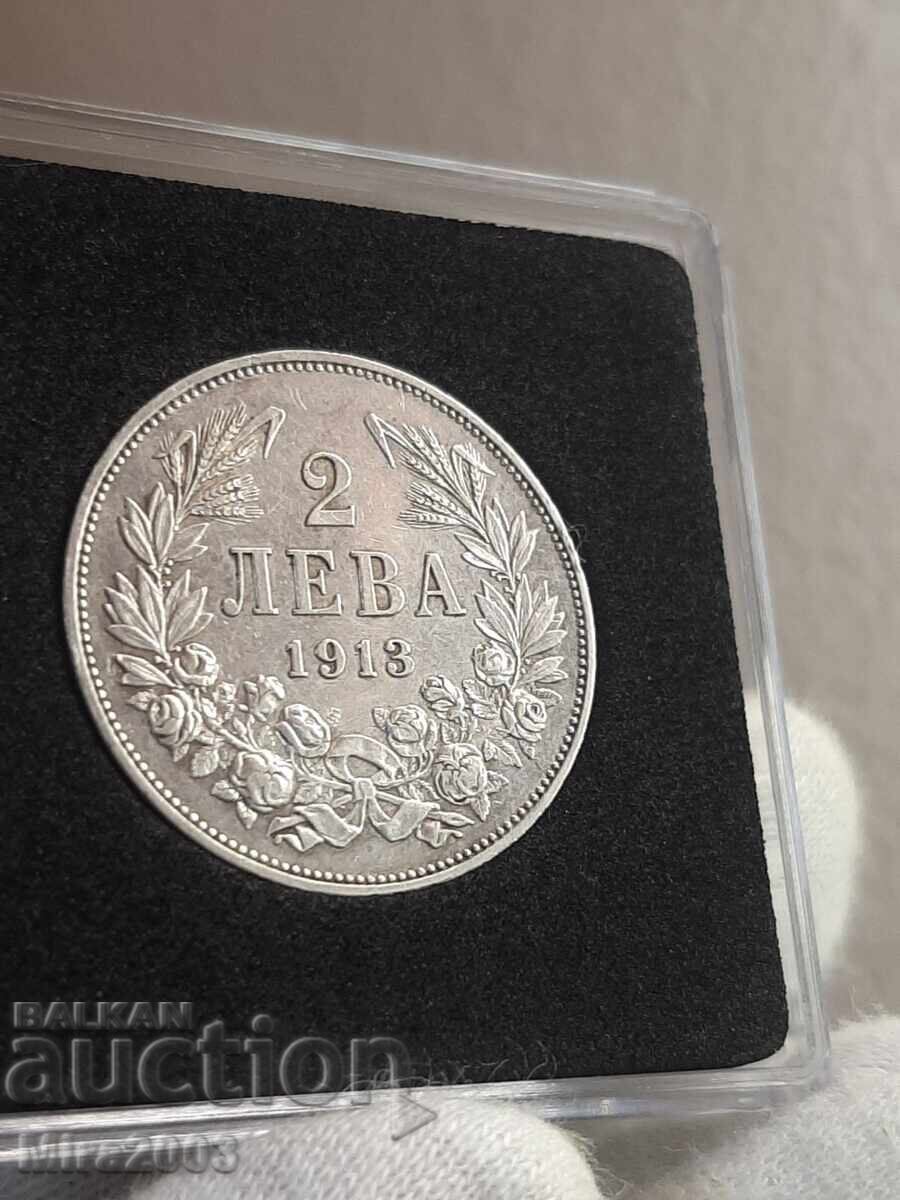 2
ЛЕВА
1913
BALKAN
auction
Mira2003